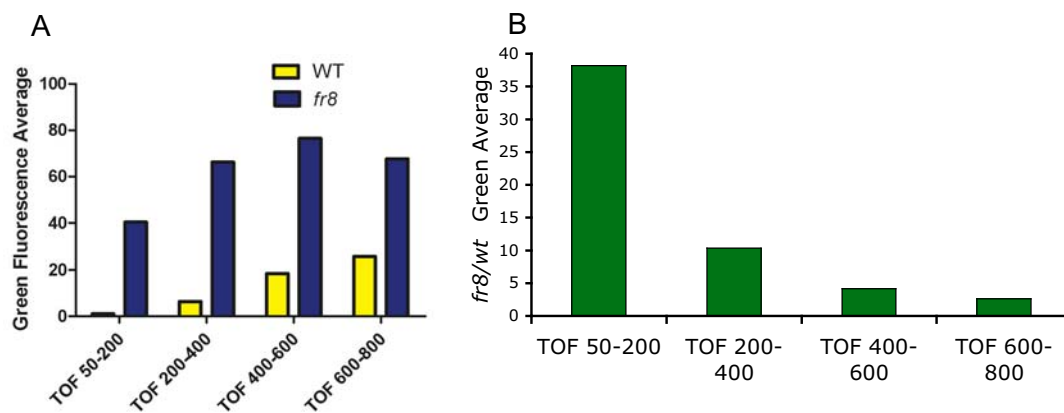 A
WT
fr8
Green Fluorescence Average
100
80
60
40
20
0
TOF 50-200
TOF 200-400
TOF 400-600
TOF 600-800
B
fr8/wt Green Average
40
35
30
25
20
15
10
5
0
TOF 50-200
TOF 200-
400
TOF 400-
600
TOF 600-
800